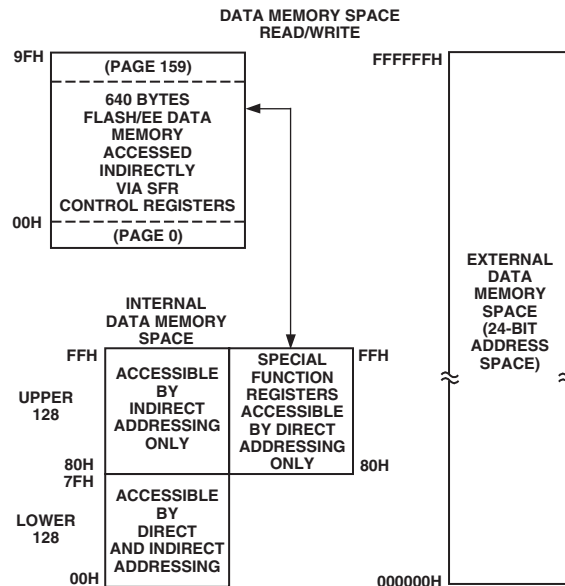 DATA MEMORY SPACE
READ/WRITE
9FH
(PAGE 159)
640 BYTES
FLASH/EE DATA
MEMORY
ACCESSED
INDIRECTLY
VIA SFR
CONTROL REGISTERS
00H
(PAGE 0)
FFFFFFH
EXTERNAL
DATA
MEMORY
SPACE
(24-BIT
ADDRESS
SPACE)
000000H
INTERNAL
DATA MEMORY
SPACE
FFH
ACCESSIBLE
BY
INDIRECT
ADDRESSING
ONLY
UPPER
128
80H
SPECIAL
FUNCTION
REGISTERS
ACCESSIBLE
BY DIRECT
ADDRESSING
ONLY
FFH
80H
7FH
ACCESSIBLE
BY
DIRECT
AND INDIRECT
ADDRESSING
LOWER
128
00H